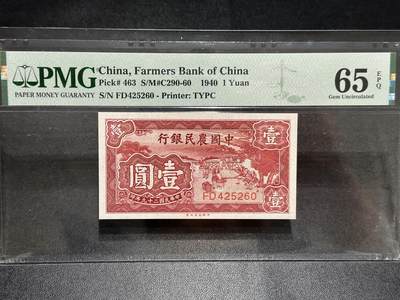 PMG
PAPER MONEY GUARANTY
China, Farmers Bank of China
Pick# 463 S/M#C290-60 1940 1 Yuan
S/N FD425260 - Printer: TYPC
65 EPQ
Gem Uncirculated
行銀民農國中
壹
圓壹
FD425260
壹